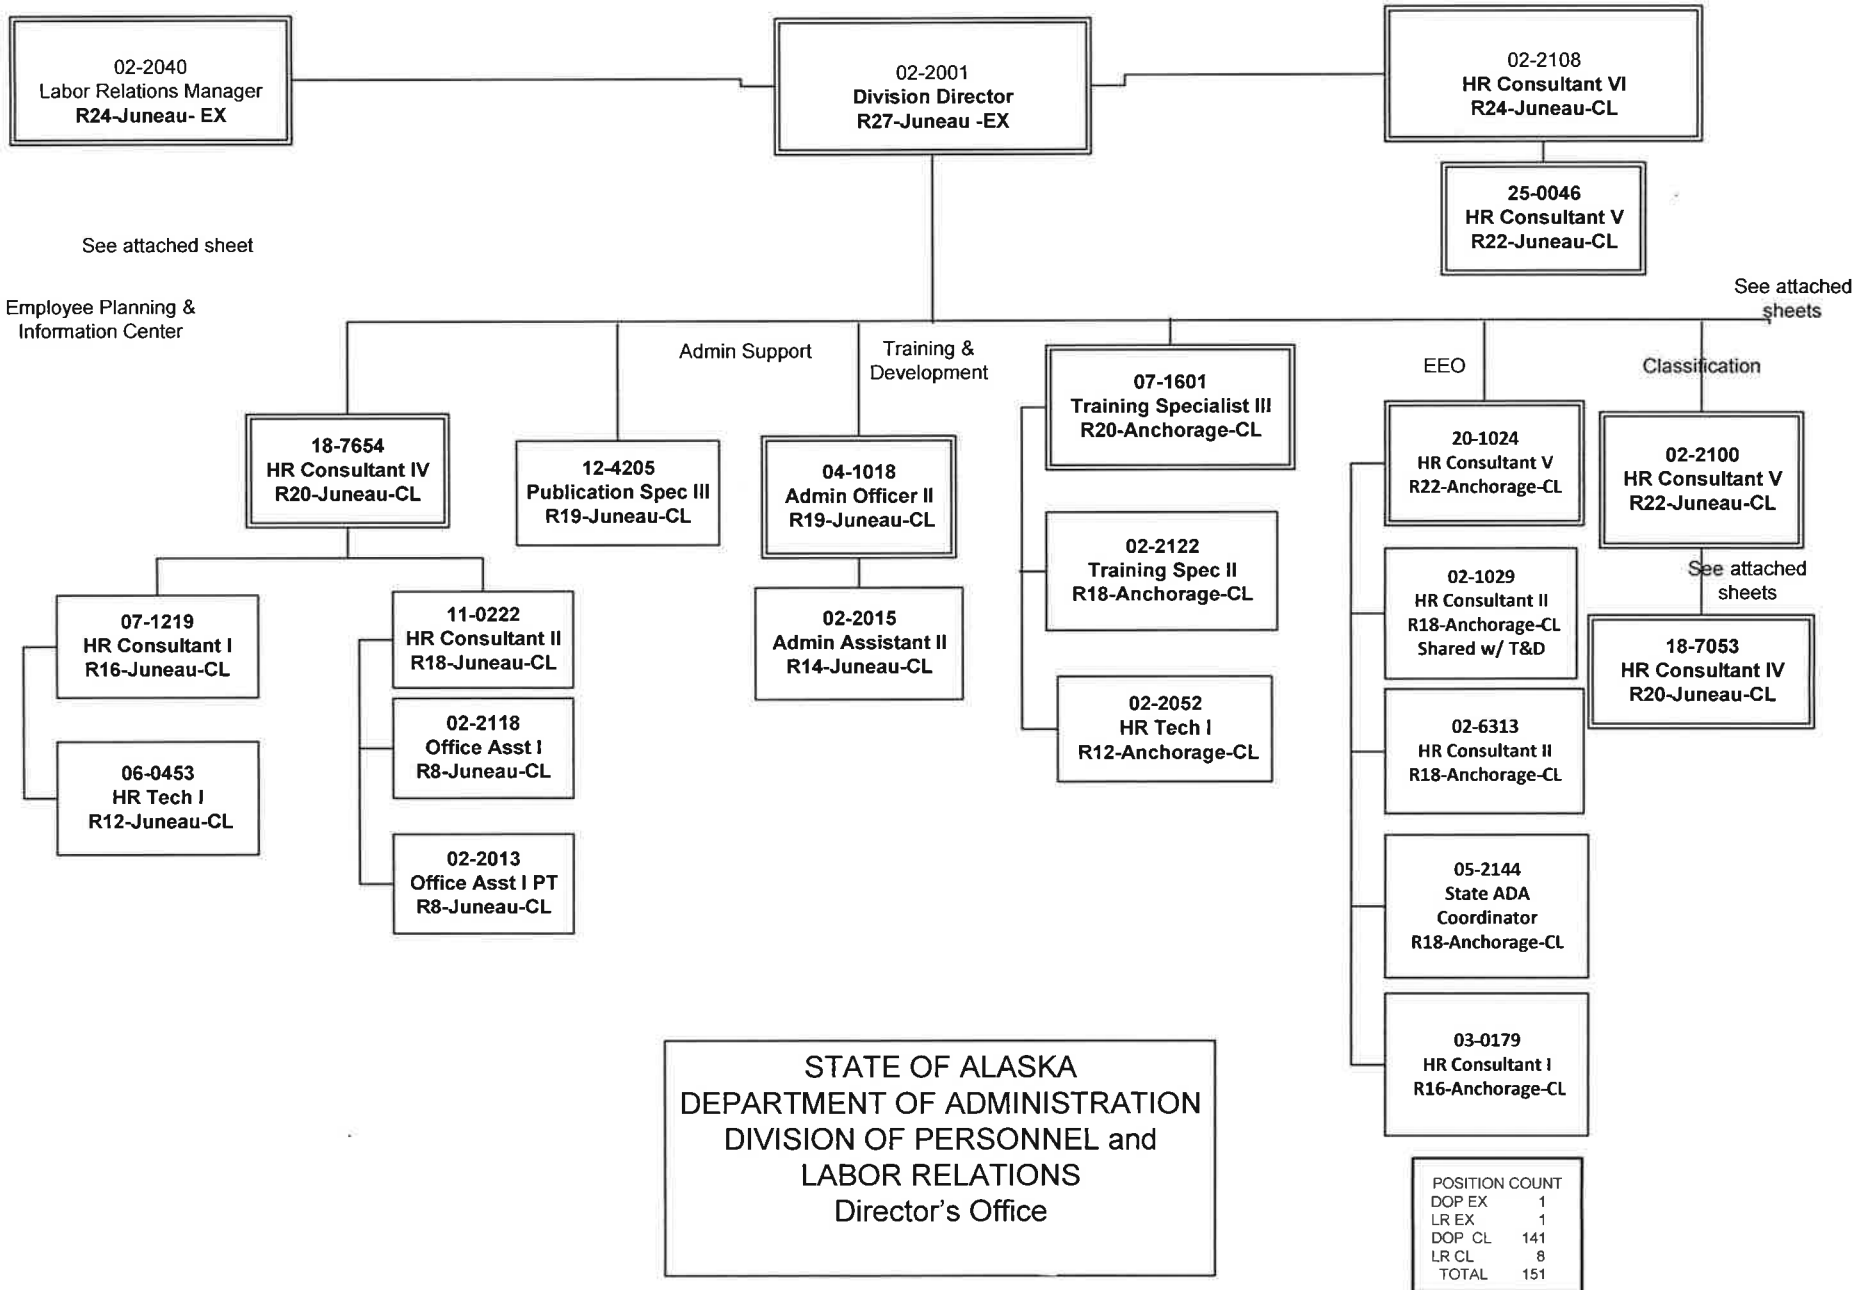 02-2040
Labor Relations Manager
R24-Juneau- EX
02-2001
Division Director
R27-Juneau -EX
02-2108
HR Consultant VI
R24-Juneau-CL
25-0046
HR Consultant V
R22-Juneau-CL
See attached sheet
See attached
sheets
Employee Planning &
Information Center
Admin Support
Training &
Development
EEO
Classification
18-7654
HR Consultant IV
R20-Juneau-CL
12-4205
Publication Spec III
R19-Juneau-CL
04-1018
Admin Officer II
R19-Juneau-CL
07-1601
Training Specialist III
R20-Anchorage-CL
20-1024
HR Consultant V
R22-Anchorage-CL
02-2100
HR Consultant V
R22-Juneau-CL
See attached
sheets
07-1219
HR Consultant I
R16-Juneau-CL
11-0222
HR Consultant II
R18-Juneau-CL
02-2015
Admin Assistant II
R14-Juneau-CL
02-2122
Training Spec II
R18-Anchorage-CL
02-1029
HR Consultant II
R18-Anchorage-CL
Shared w/ T&D
18-7053
HR Consultant IV
R20-Juneau-CL
06-0453
HR Tech I
R12-Juneau-CL
02-2118
Office Asst I
R8-Juneau-CL
02-2052
HR Tech I
R12-Anchorage-CL
02-6313
HR Consultant II
R18-Anchorage-CL
02-2013
Office Asst I PT
R8-Juneau-CL
05-2144
State ADA
Coordinator
R18-Anchorage-CL
03-0179
HR Consultant I
R16-Anchorage-CL
STATE OF ALASKA
DEPARTMENT OF ADMINISTRATION
DIVISION OF PERSONNEL and
LABOR RELATIONS
Director's Office
POSITION COUNT
DOP EX 1
LR EX 1
DOP CL 141
LR CL 8
TOTAL 151